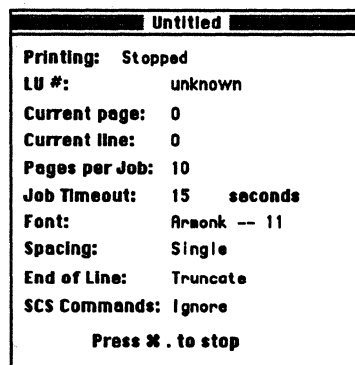 Untitled
Printing: Stopped
LU #: unknown
Current page: 0
Current line: 0
Pages per Job: 10
Job Timeout: 15 seconds
Font: Armonk -- 11
Spacing: Single
End of Line: Truncate
SCS Commands: Ignore
Press ⌘ . to stop